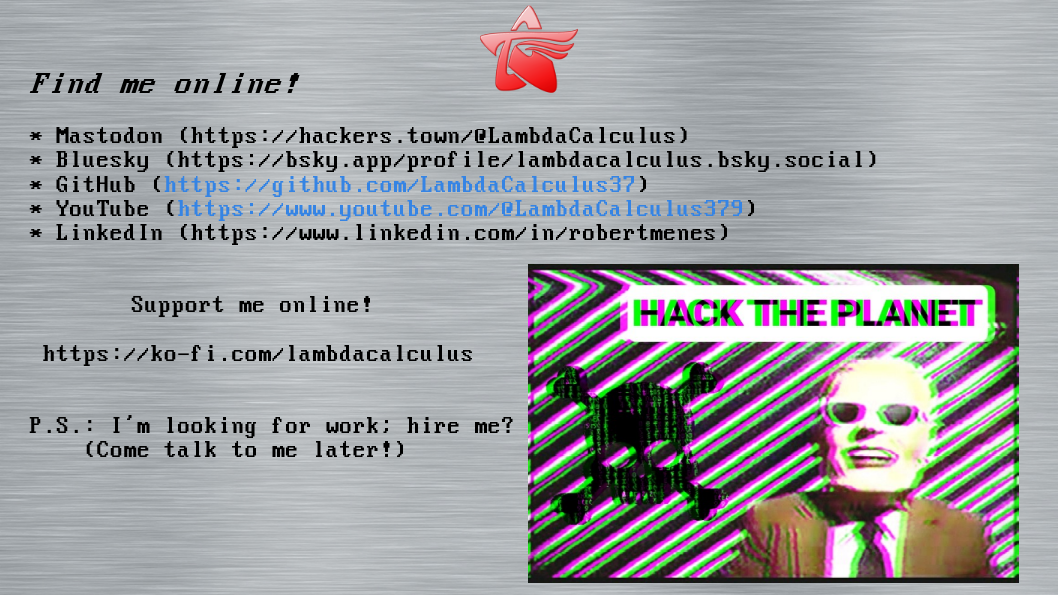 Find me online!
* Mastodon (https://hackers.town/@LambdaCalculus)
* Bluesky (https://bsky.app/profile/lambdacalculus.bsky.social)
* GitHub (https://github.com/LambdaCalculus37)
* YouTube (https://www.youtube.com/@LambdaCalculus379)
* LinkedIn (https://www.linkedin.com/in/robertmenes)
Support me online!
https://ko-fi.com/lambdacalculus
P.S.: I'm looking for work; hire me?
(Come talk to me later!)
HACK THE PLANET